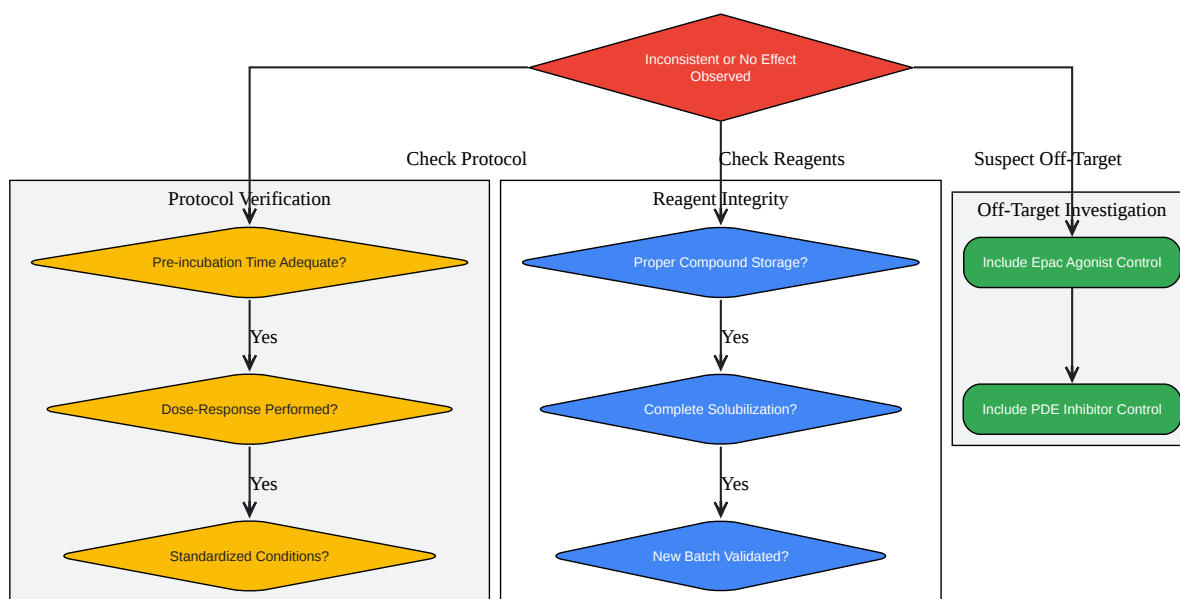 Inconsistent or No Effect
Observed
Check Protocol
Check Reagents
Suspect Off-Target
Protocol Verification
Pre-incubation Time Adequate?
Yes
Dose-Response Performed?
Yes
Standardized Conditions?
Reagent Integrity
Proper Compound Storage?
Yes
Complete Solubilization?
Yes
New Batch Validated?
Off-Target Investigation
Include Epac Agonist Control
Include PDE Inhibitor Control